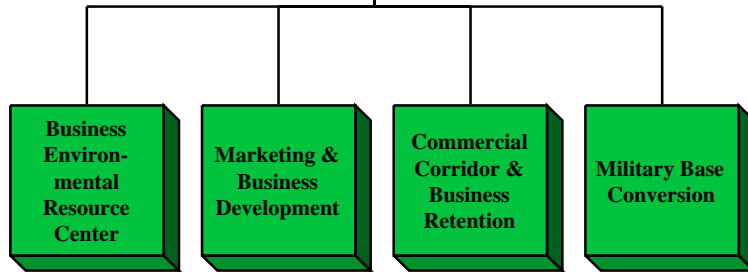 Business
Environ-
mental
Resource
Center
Marketing &
Business
Development
Commercial
Corridor &
Business
Retention
Military Base
Conversion